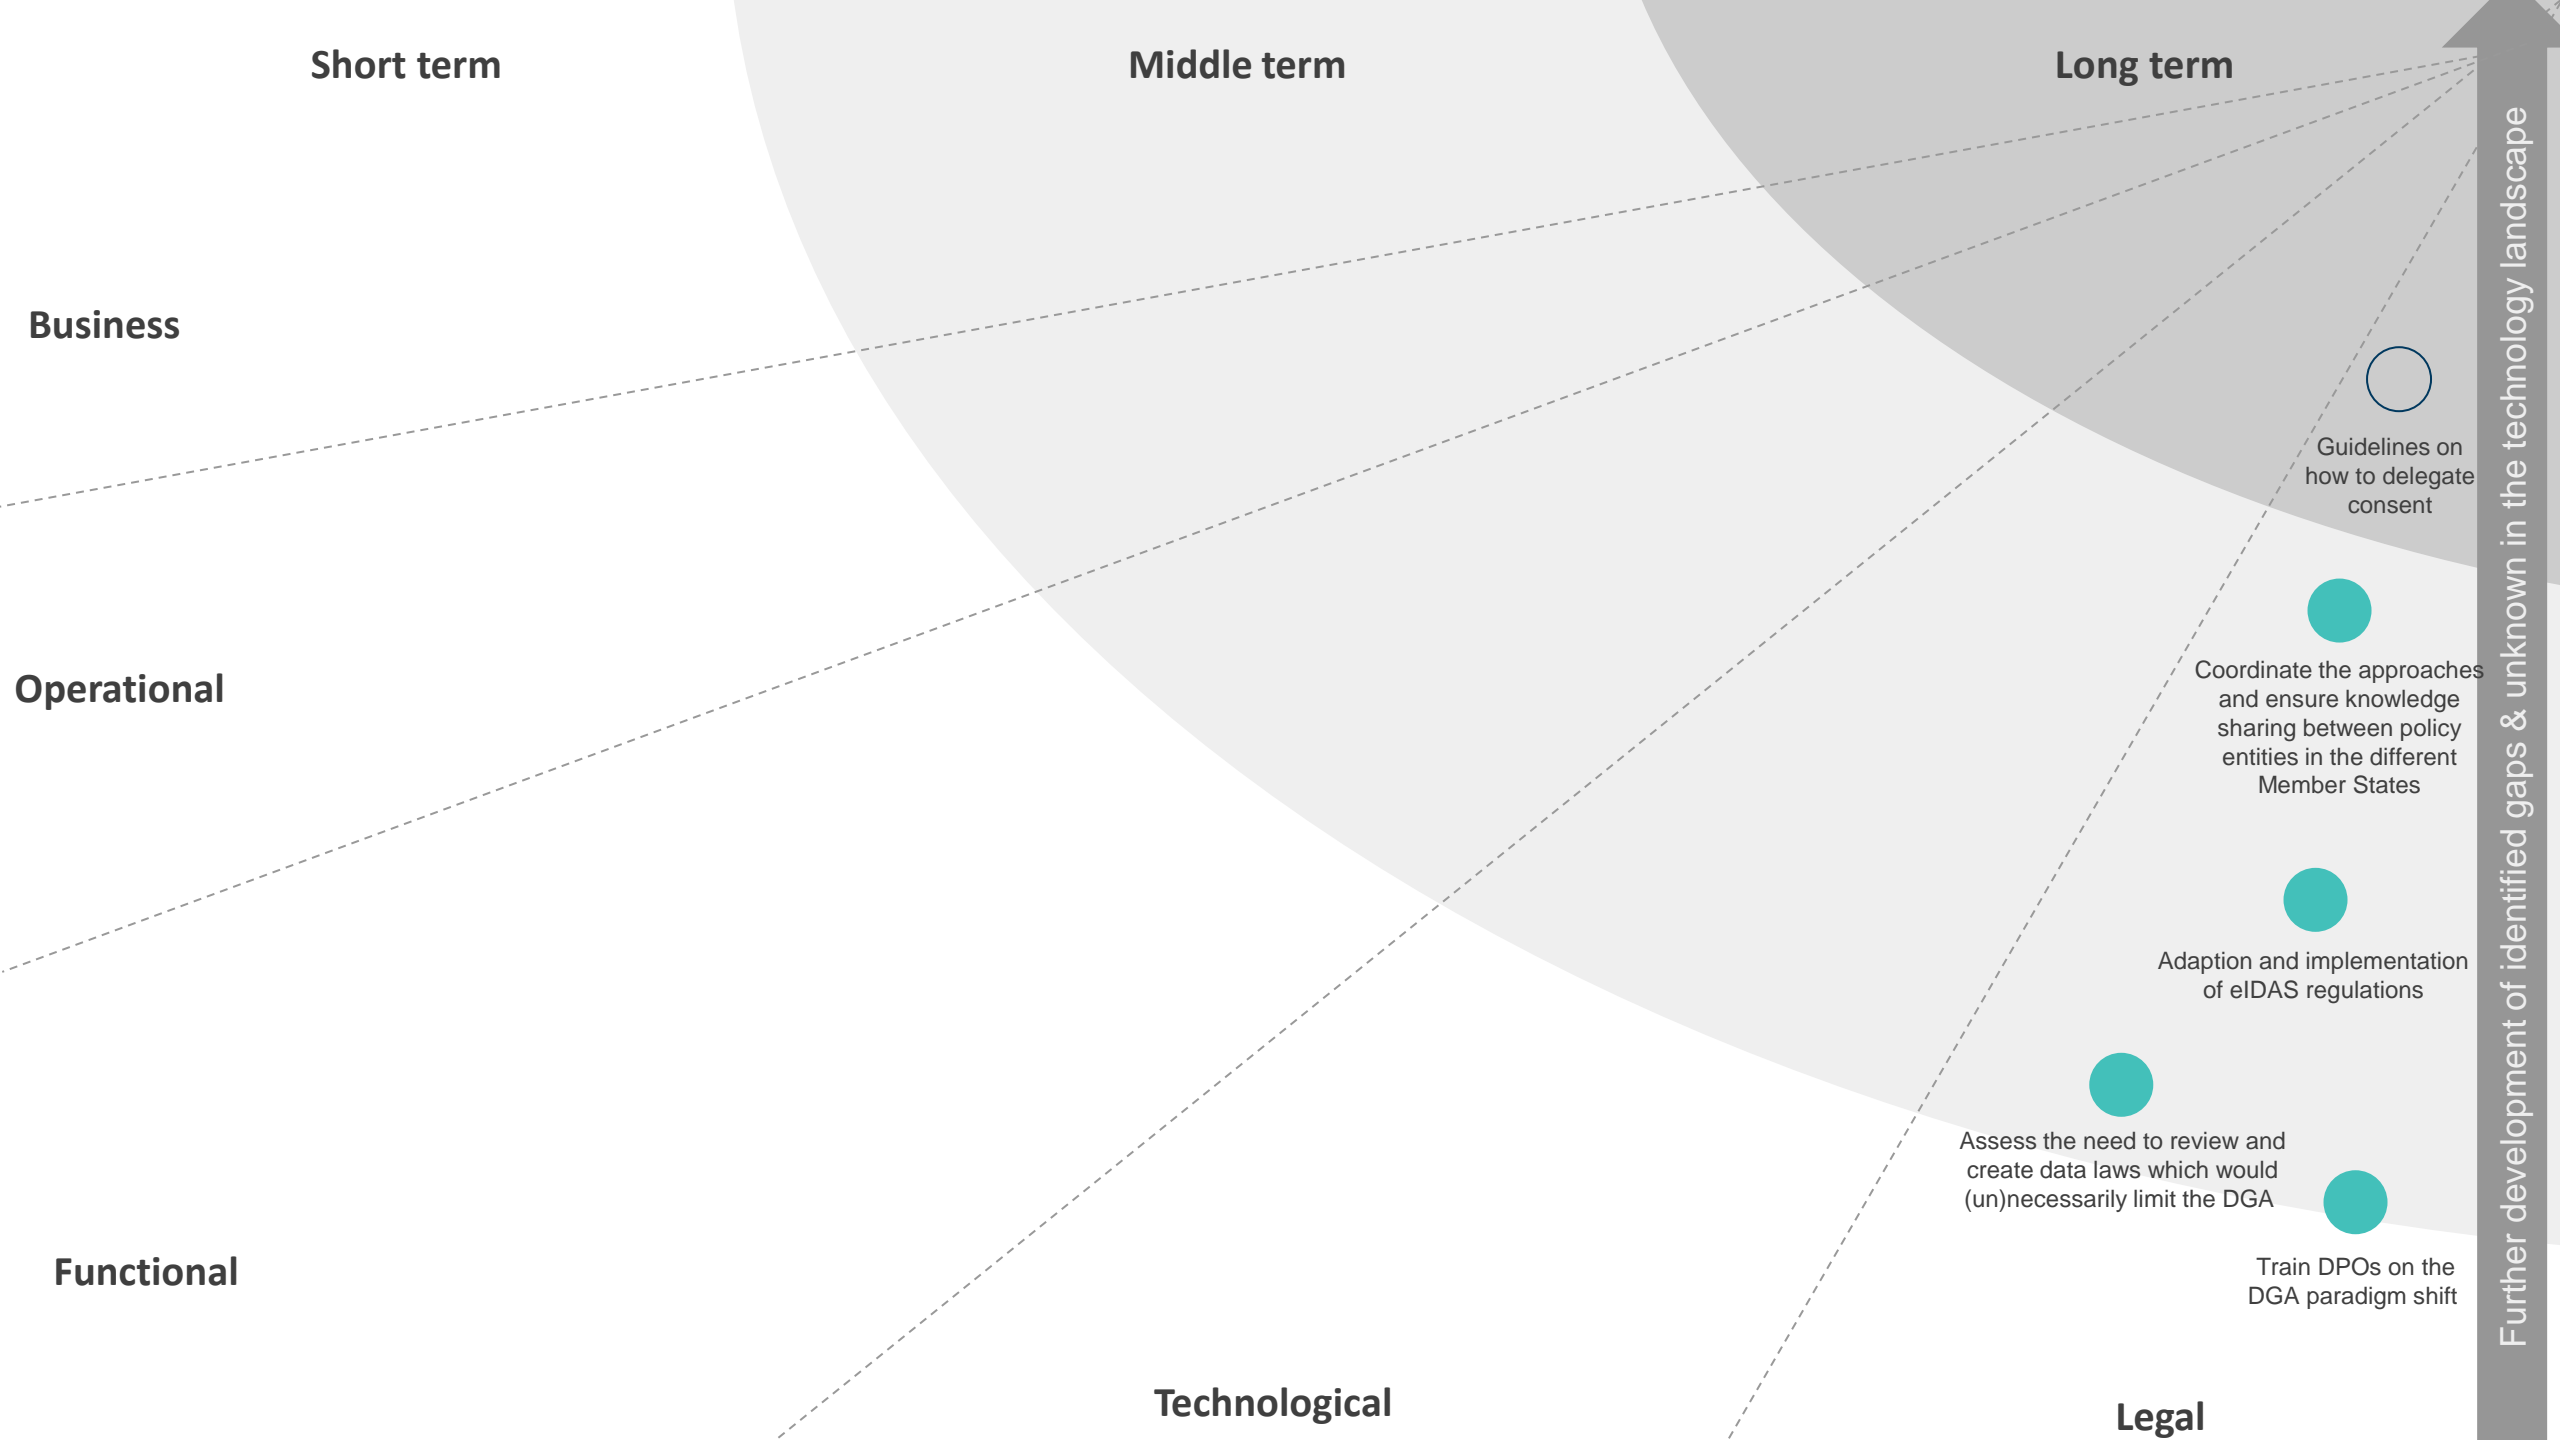 Short term
Middle term
Long term
Business
Operational
Functional
Technological
Legal
Guidelines on
how to delegate
consent
Coordinate the approaches
and ensure knowledge
sharing between policy
entities in the different
Member States
Adaption and implementation
of eIDAS regulations
Assess the need to review and
create data laws which would
(un)necessarily limit the DGA
Train DPOs on the
DGA paradigm shift
Further development of identified gaps & unknown in the technology landscape